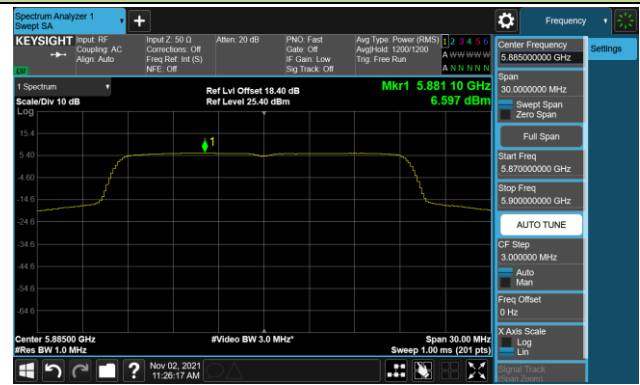 Spectrum Analyzer 1
Swept SA
Frequency
KEYSIGHT
Input: RF
Coupling: AC
Align: Auto
Input Z: 50 Ω
Corrections: Off
Freq Ref: Int (S)
NFE: Off
Atten: 20 dB
PNO: Fast
Gate: Off
IF Gain: Low
Sig Track: Off
Avg Type: Power (RMS)
Avg|Hold: 1200/1200
Trig: Free Run
1 2 3 4 5 6
A W W W W W
A N N N N N
LXI
1 Spectrum
Scale/Div 10 dB
Log
Ref Lvl Offset 18.40 dB
Ref Level 25.40 dBm
Mkr1 5.881 10 GHz
6.597 dBm
1
15.4
5.40
-4.60
-14.6
-24.6
-34.6
-44.6
-54.6
-64.6
Center 5.88500 GHz
#Res BW 1.0 MHz
#Video BW 3.0 MHz*
Span 30.00 MHz
Sweep 1.00 ms (201 pts)
Nov 02, 2021
11:26:17 AM
Center Frequency
5.885000000 GHz
Settings
Span
30.0000000 MHz
Swept Span
Zero Span
Full Span
Start Freq
5.870000000 GHz
Stop Freq
5.900000000 GHz
AUTO TUNE
CF Step
3.000000 MHz
Auto
Man
Freq Offset
0 Hz
X Axis Scale
Log
Lin
Signal Track
(Span Zoom)